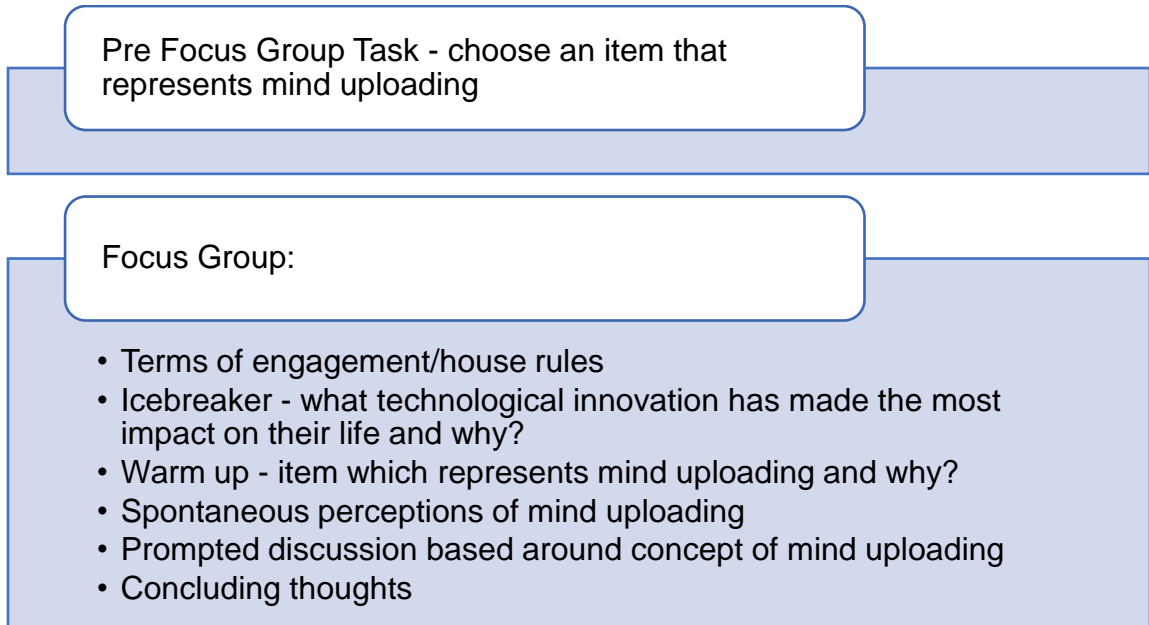 Pre Focus Group Task - choose an item that
represents mind uploading
Focus Group:
• Terms of engagement/house rules
• Icebreaker - what technological innovation has made the most
impact on their life and why?
• Warm up - item which represents mind uploading and why?
• Spontaneous perceptions of mind uploading
• Prompted discussion based around concept of mind uploading
• Concluding thoughts